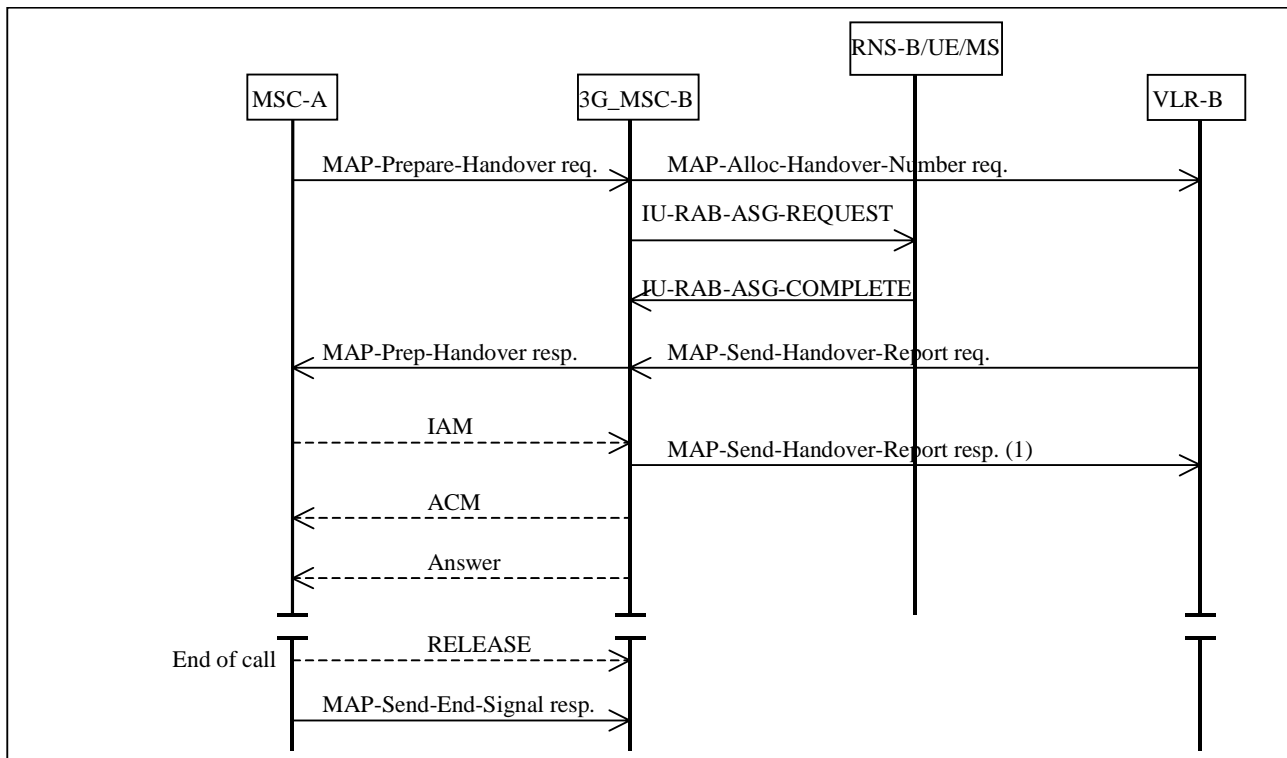 RNS-B/UE/MS
MSC-A
3G_MSC-B
VLR-B
MAP-Prepare-Handover req.
MAP-Alloc-Handover-Number req.
IU-RAB-ASG-REQUEST
IU-RAB-ASG-COMPLETE
MAP-Prep-Handover resp.
MAP-Send-Handover-Report req.
IAM
MAP-Send-Handover-Report resp. (1)
ACM
Answer
RELEASE
End of call
MAP-Send-End-Signal resp.